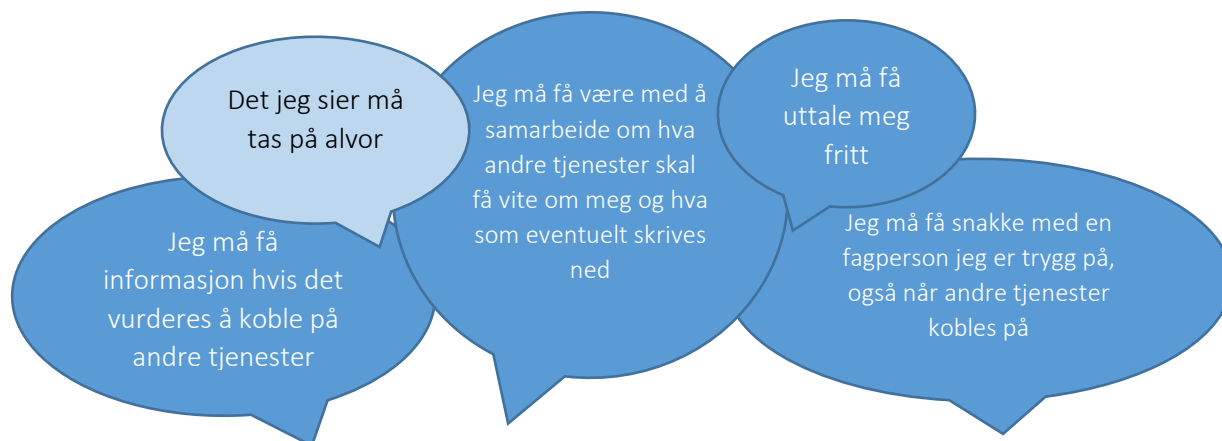 Det jeg sier må
tas på alvor
Jeg må få
informasjon hvis det
vurderes å koble på
andre tjenester
Jeg må få være med å
samarbeide om hva
andre tjenester skal
få vite om meg og hva
som eventuelt skrives
ned
Jeg må få
uttale meg
fritt
Jeg må få snakke med en
fagperson jeg er trygg på,
også når andre tjenester
kobles på